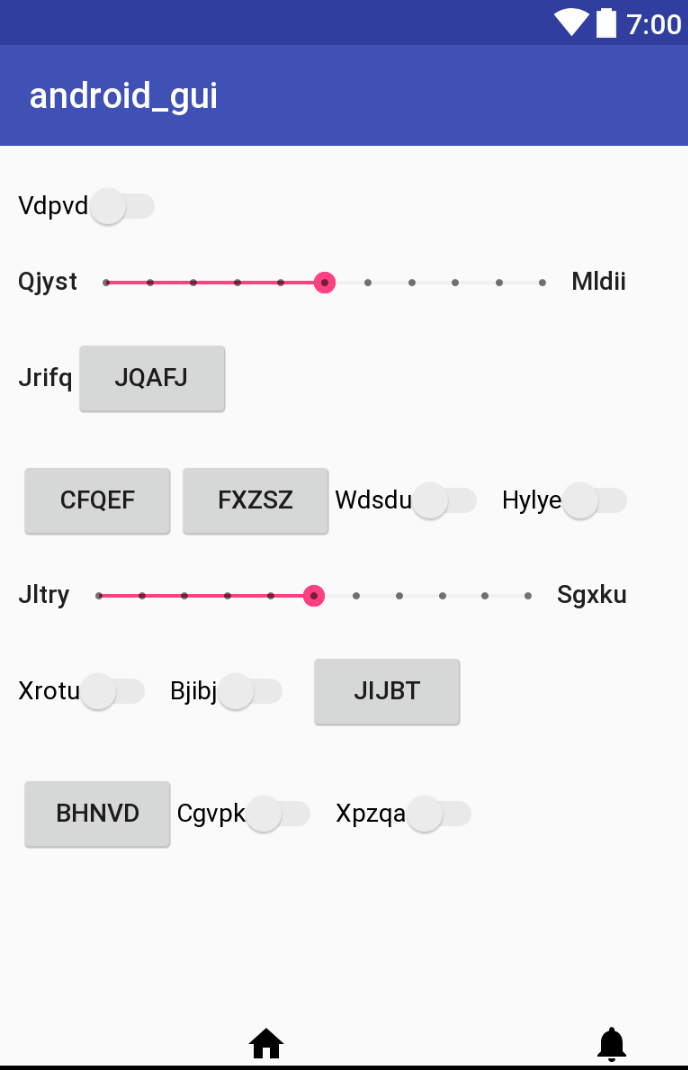 7:00
android_gui
Vdpvd
Qjyst Mldii
Jrifq JQAFJ
CFQEF FXZSZ Wdsdu Hylye
Jltry Sgxku
Xrotu Bjibj JIJBT
BHNVD Cgvpk Xpzqa